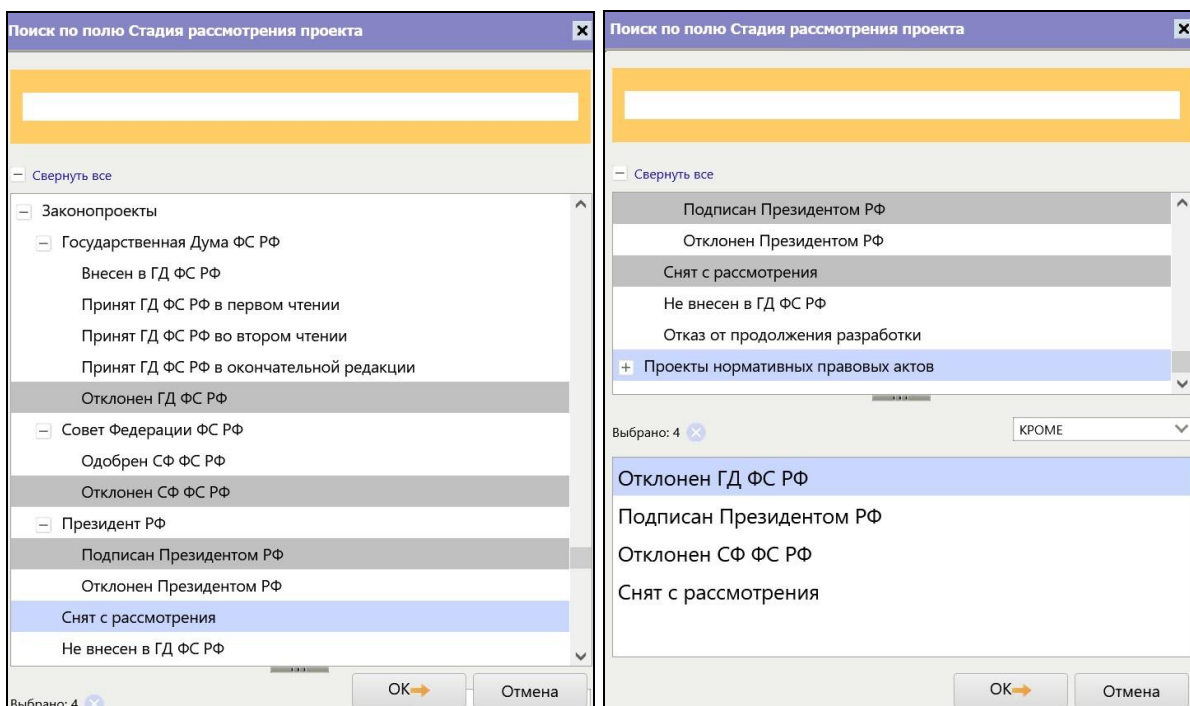 Поиск по полю Стадия рассмотрения проекта
Свернуть все
Законопроекты
Государственная Дума ФС РФ
Внесен в ГД ФС РФ
Принят ГД ФС РФ в первом чтении
Принят ГД ФС РФ во втором чтении
Принят ГД ФС РФ в окончательной редакции
Отклонен ГД ФС РФ
Совет Федерации ФС РФ
Одобрен СФ ФС РФ
Отклонен СФ ФС РФ
Президент РФ
Подписан Президентом РФ
Отклонен Президентом РФ
Снят с рассмотрения
Не внесен в ГД ФС РФ
Выбрано: 4
ОК
Отмена
Поиск по полю Стадия рассмотрения проекта
Свернуть все
Подписан Президентом РФ
Отклонен Президентом РФ
Снят с рассмотрения
Не внесен в ГД ФС РФ
Отказ от продолжения разработки
Проекты нормативных правовых актов
Выбрано: 4
КРОМЕ
Отклонен ГД ФС РФ
Подписан Президентом РФ
Отклонен СФ ФС РФ
Снят с рассмотрения
ОК
Отмена